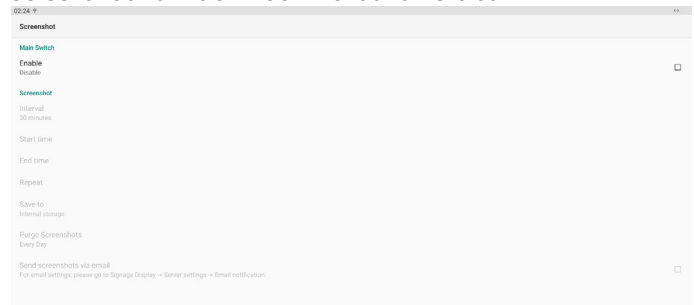 02:24
Screenshot
Main Switch
Enable
Disable
Screenshot
Interval
30 minutes
Start time
End time
Repeat
Save to
Internal storage
Purge Screenshots
Every Day
Send screenshots via email
For email settings, please go to Signage Display -> Server settings -> Email notification.